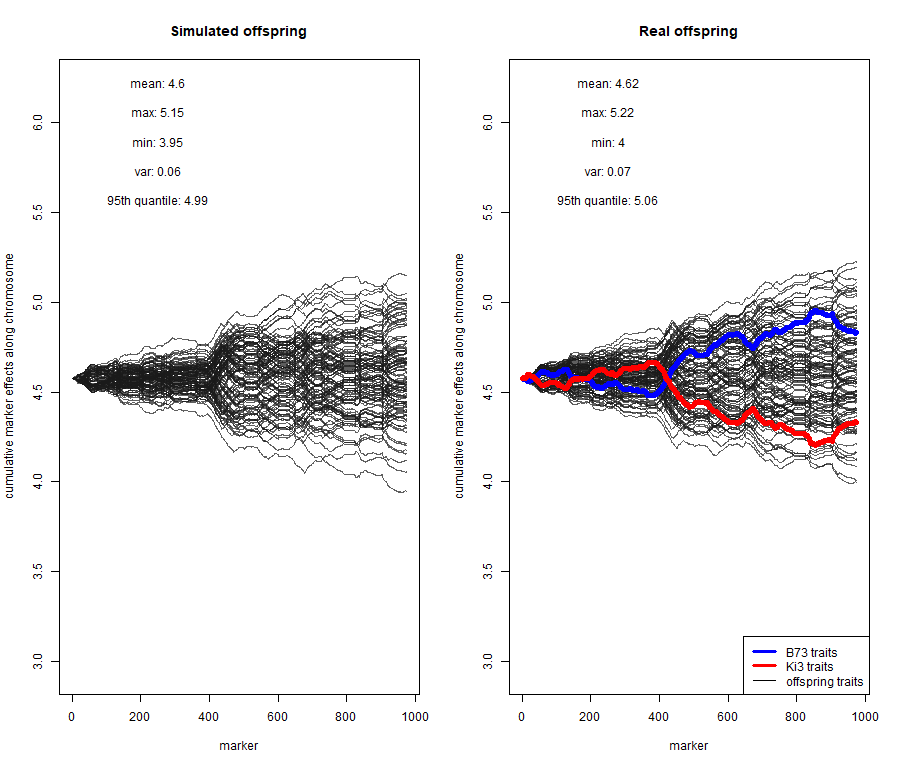 Simulated offspring
mean: 4.6
max: 5.15
min: 3.95
var: 0.06
95th quantile: 4.99
cumulative marker effects along chromosome
6.0
5.5
5.0
4.5
4.0
3.5
3.0
0 200 400 600 800 1000
marker
Real offspring
mean: 4.62
max: 5.22
min: 4
var: 0.07
95th quantile: 5.06
cumulative marker effects along chromosome
6.0
5.5
5.0
4.5
4.0
3.5
3.0
B73 traits
Ki3 traits
offspring traits
0 200 400 600 800 1000
marker